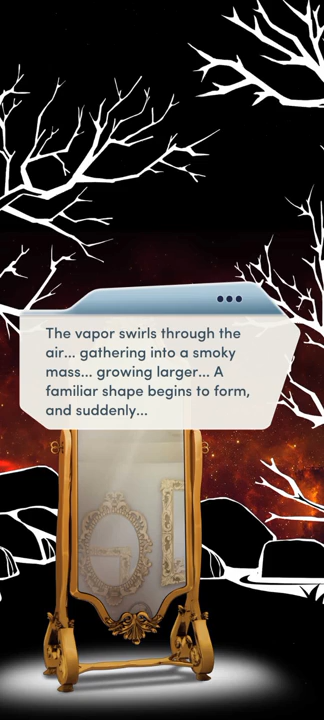 The vapor swirls through the
air... gathering into a smoky
mass... growing larger... A
familiar shape begins to form,
and suddenly...